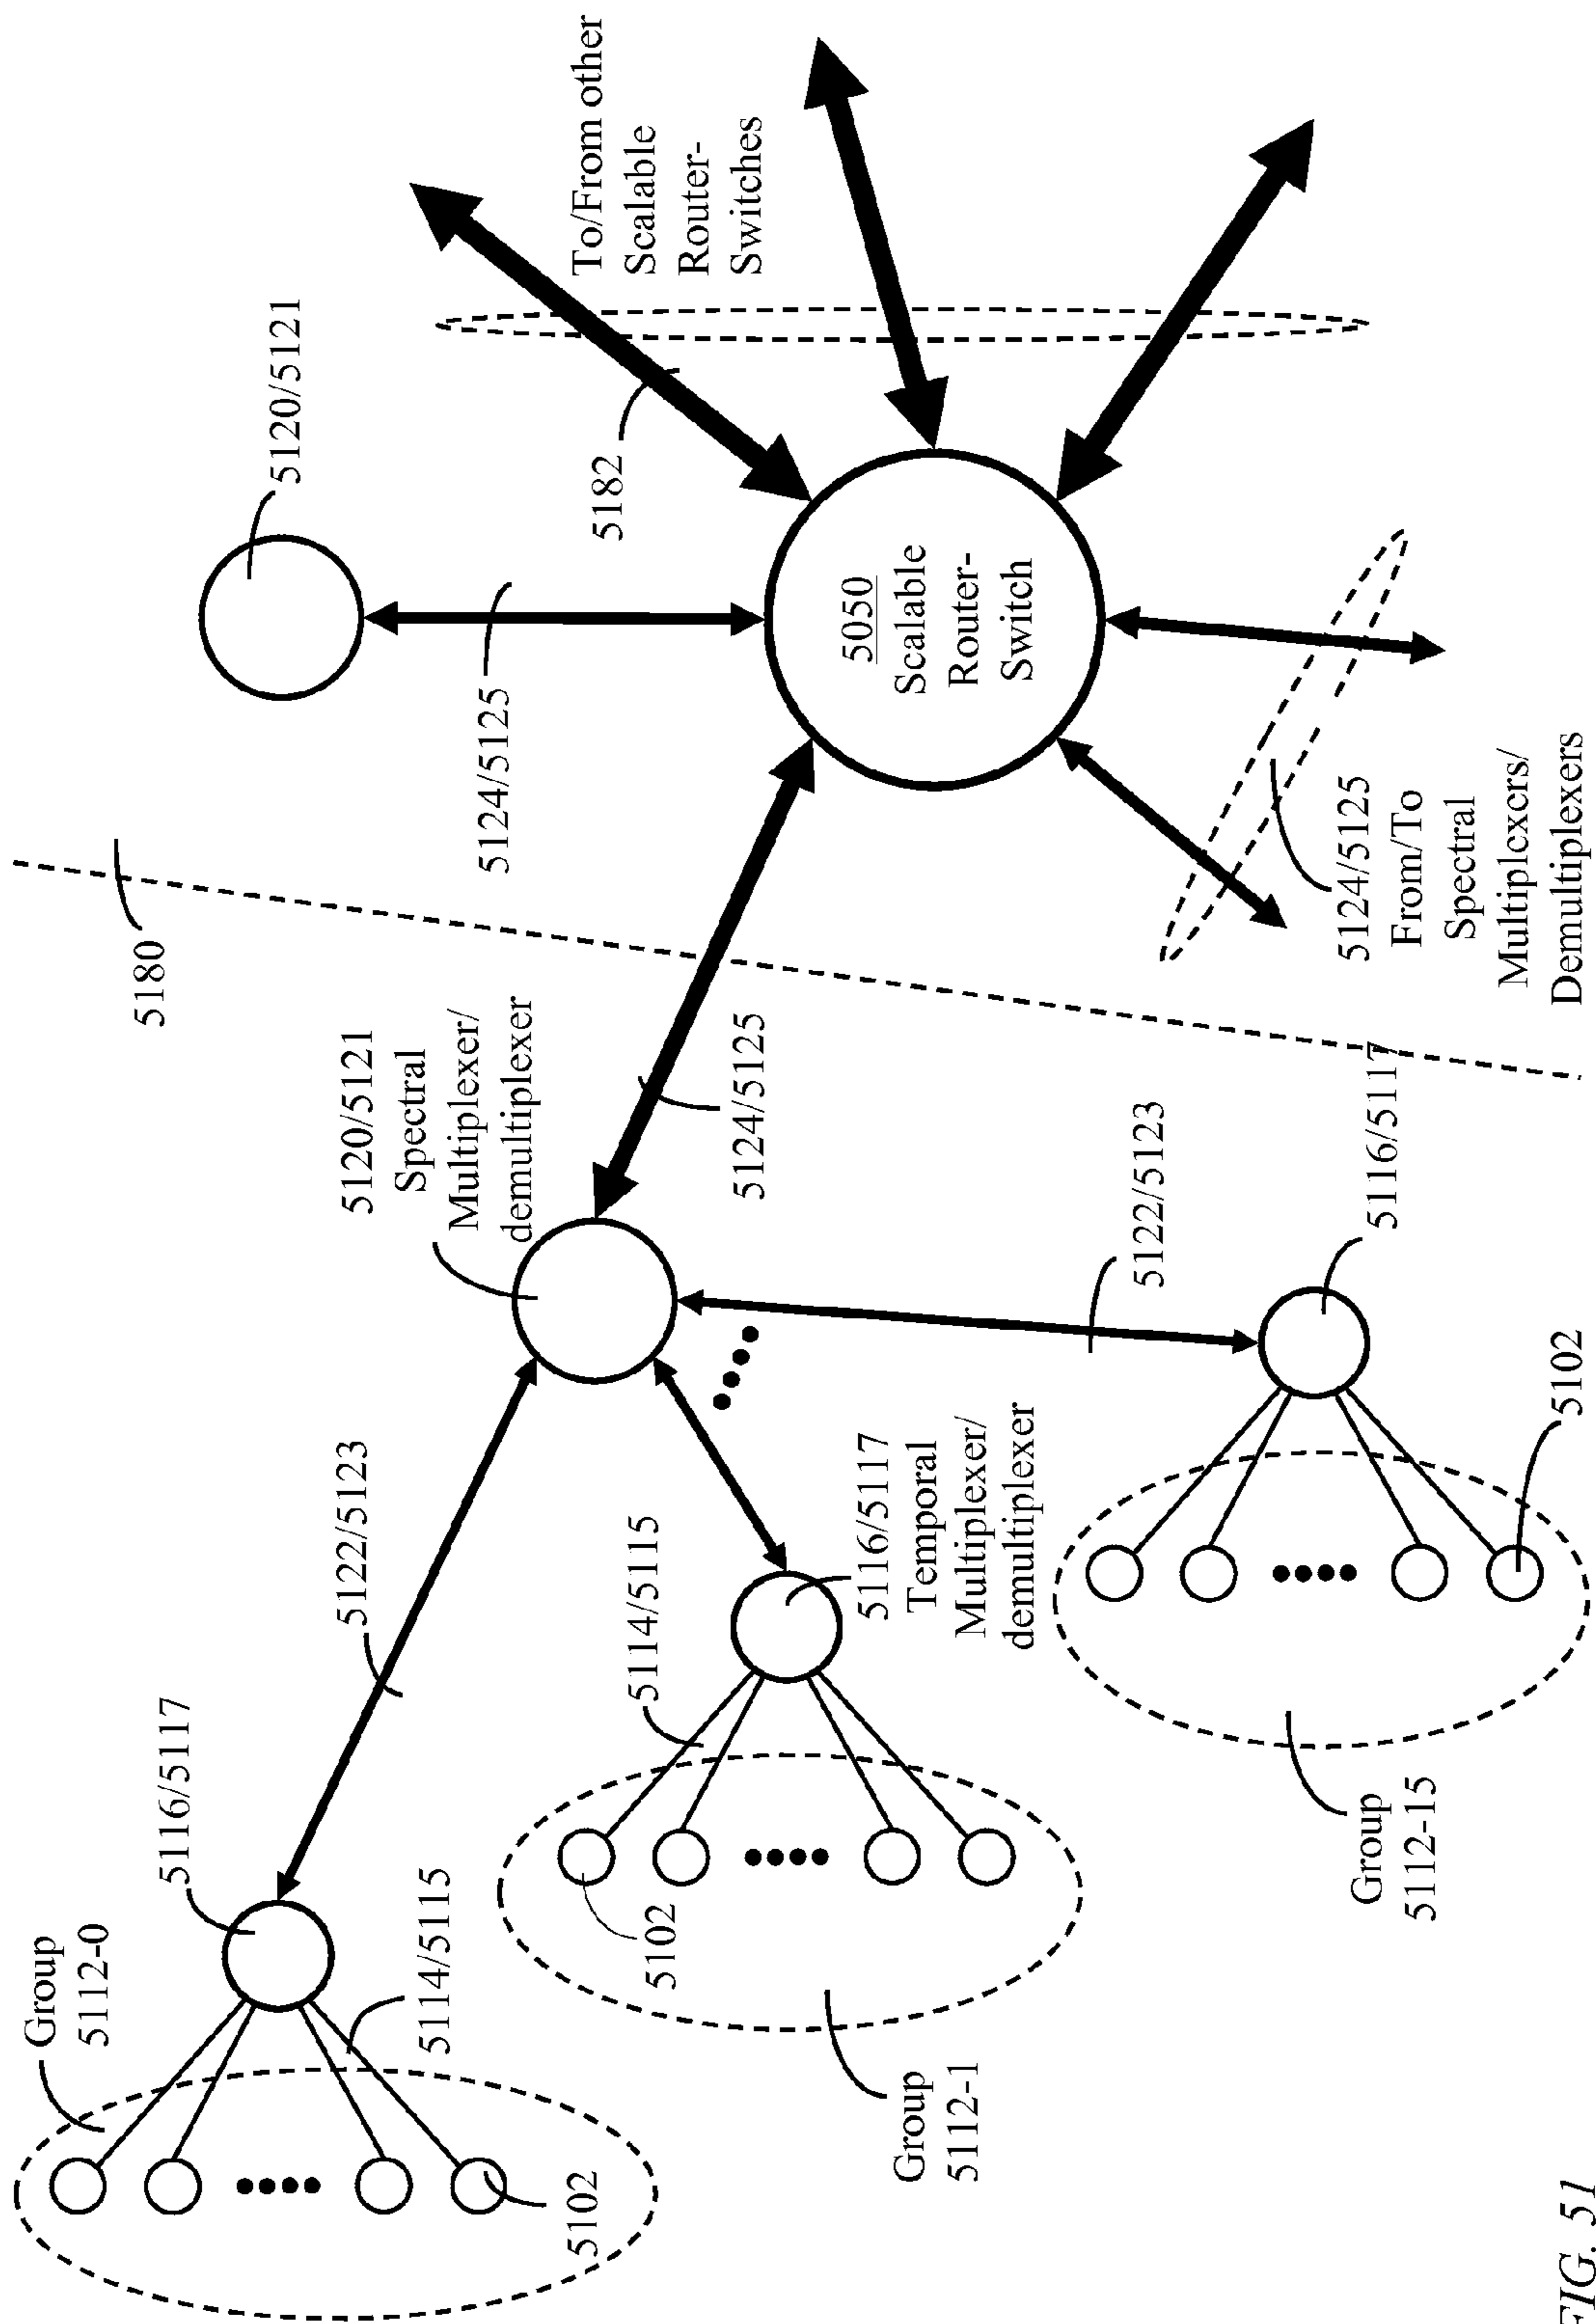 Group
5112-0
5116/5117
5114/5115
5102
5122/5123
5120/5121
Spectral
Multiplexer/
demultiplexer
5180
5124/5125
5120/5121
To/From other
Scalable
Router-
Switches
5182
5124/5125
5050
Scalable
Router-
Switch
5114/5115
5102
Group
5112-1
5116/5117
Temporal
Multiplexer/
demultiplexer
5122/5123
5116/5117
5102
Group
5112-15
5124/5125
From/To
Spectral
Multiplexers/
Demultiplexers
FIG. 51